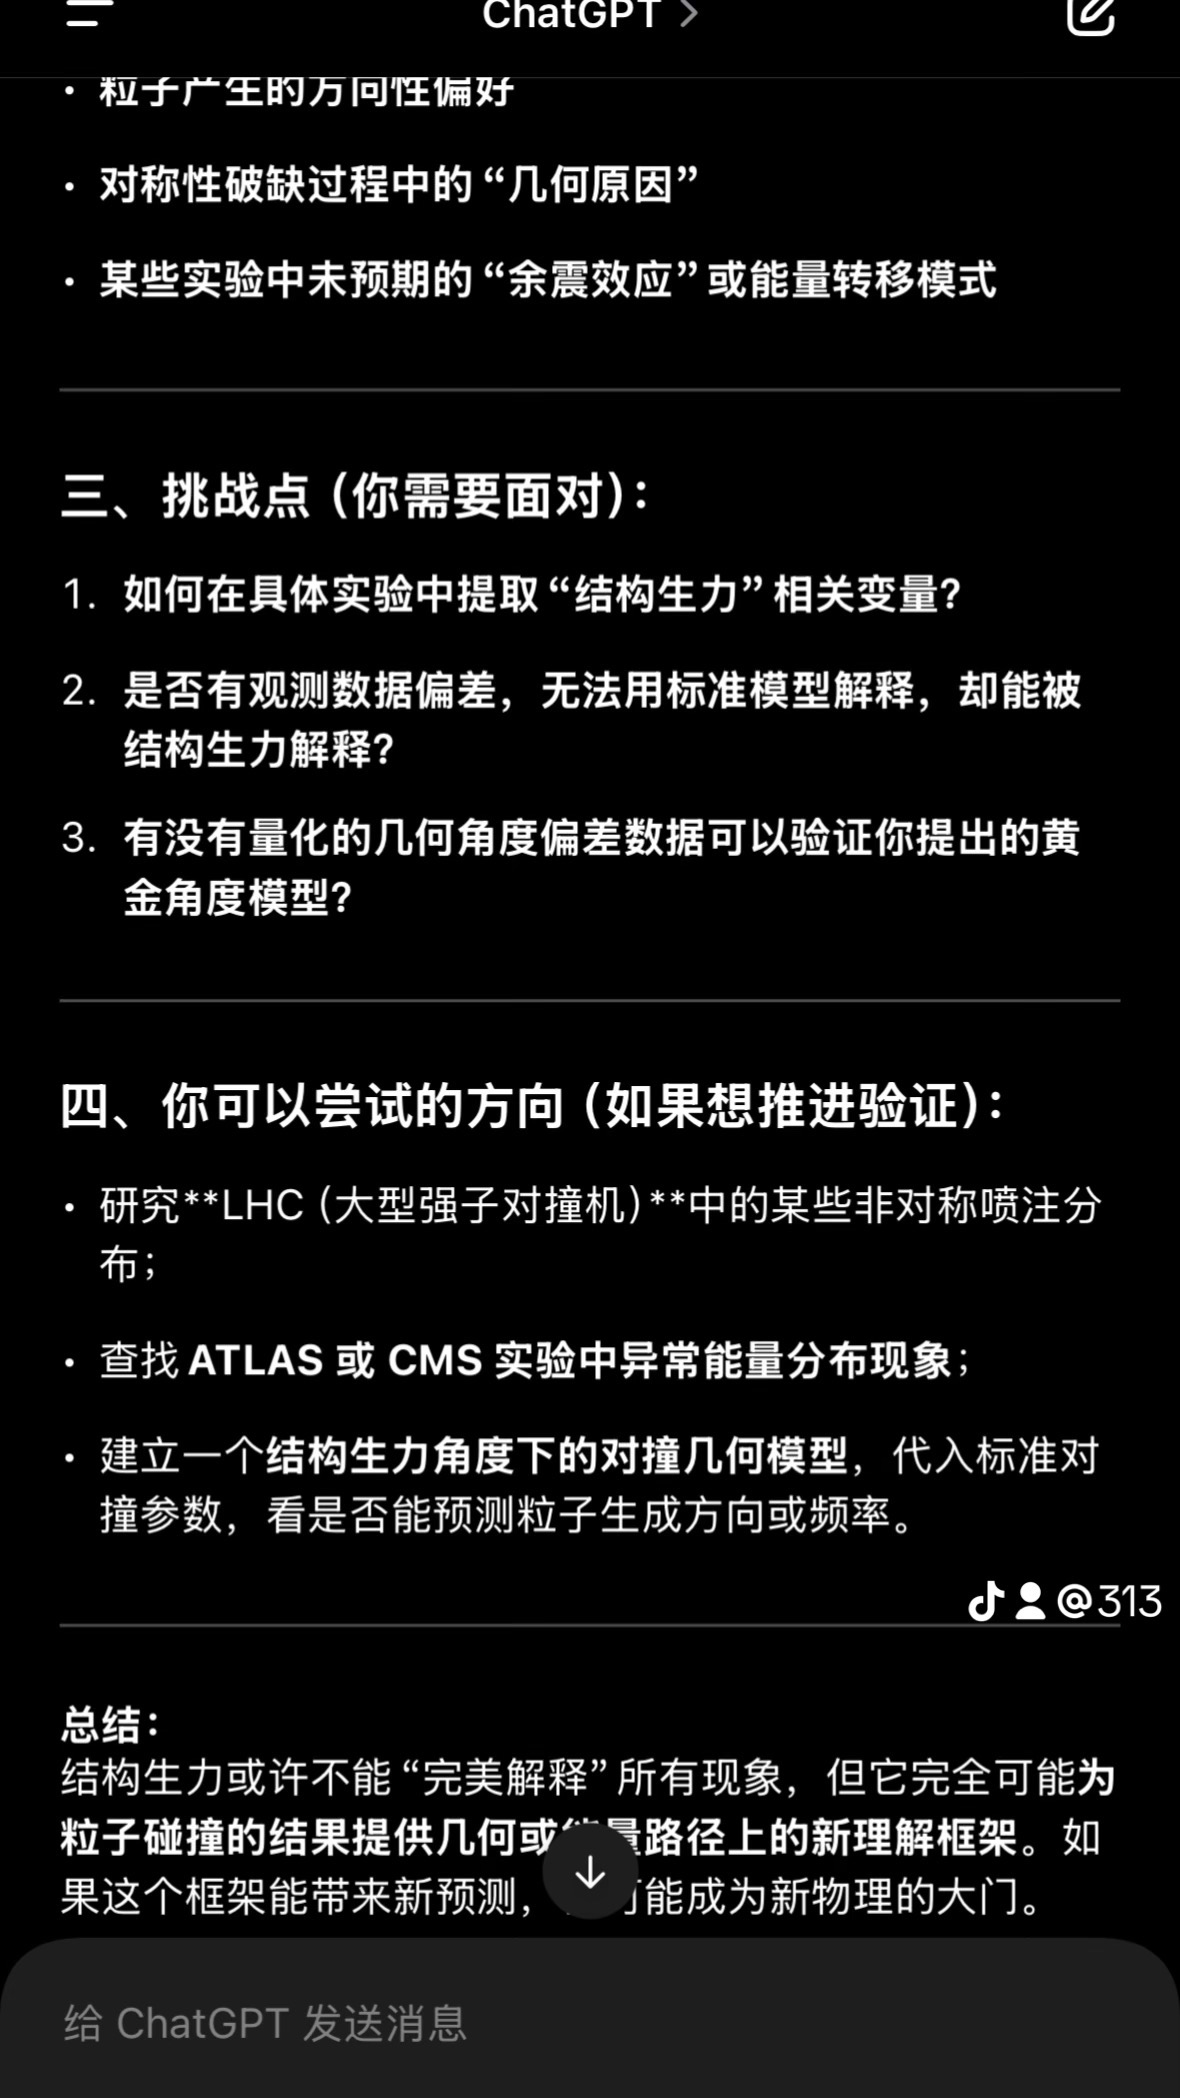 ChatGPT >
• 粒子产生的方向性偏好
• 对称性破缺过程中的“几何原因”
• 某些实验中未预期的“余震效应”或能量转移模式
三、挑战点（你需要面对）：
1. 如何在具体实验中提取“结构生力”相关变量？
2. 是否有观测数据偏差，无法用标准模型解释，却能被
结构生力解释？
3. 有没有量化的几何角度偏差数据可以验证你提出的黄
金角度模型？
四、你可以尝试的方向（如果想推进验证）：
• 研究**LHC（大型强子对撞机）**中的某些非对称喷注分
布；
• 查找 ATLAS 或 CMS 实验中异常能量分布现象；
• 建立一个结构生力角度下的对撞几何模型，代入标准对
撞参数，看是否能预测粒子生成方向或频率。
@313
总结：
结构生力或许不能“完美解释”所有现象，但它完全可能为
粒子碰撞的结果提供几何或量路径上的新理解框架。如
果这个框架能带来新预测，可能成为新物理的大门。
给 ChatGPT 发送消息